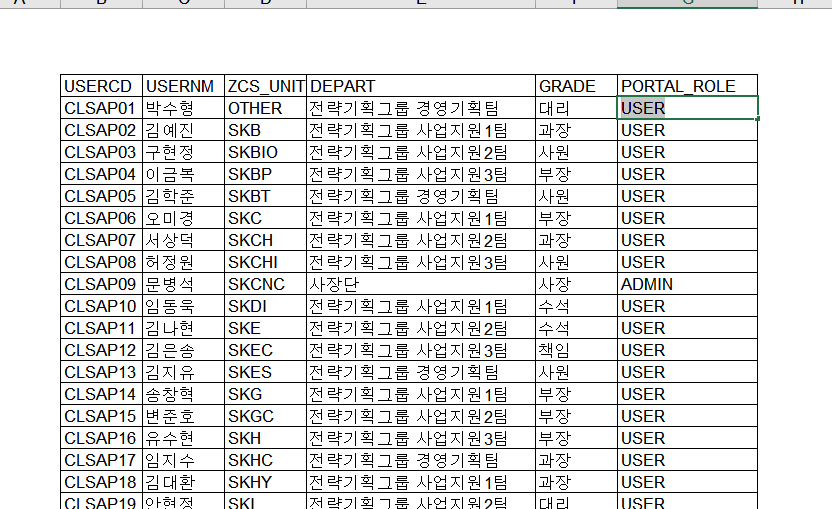 USERCD USERNM ZCS_UNIT DEPART GRADE PORTAL_ROLE
CLSAP01 박수형 OTHER 전략기획그룹 경영기획팀 대리 USER
CLSAP02 김예진 SKB 전략기획그룹 사업지원1팀 과장 USER
CLSAP03 구현정 SKBIO 전략기획그룹 사업지원2팀 사원 USER
CLSAP04 이금복 SKBP 전략기획그룹 사업지원3팀 부장 USER
CLSAP05 김학준 SKBT 전략기획그룹 경영기획팀 사원 USER
CLSAP06 오미경 SKC 전략기획그룹 사업지원1팀 부장 USER
CLSAP07 서상덕 SKCH 전략기획그룹 사업지원2팀 과장 USER
CLSAP08 허정원 SKCHI 전략기획그룹 사업지원3팀 사원 USER
CLSAP09 문병석 SKCNC 사장단 사장 ADMIN
CLSAP10 임동욱 SKDI 전략기획그룹 사업지원1팀 수석 USER
CLSAP11 김나현 SKE 전략기획그룹 사업지원2팀 수석 USER
CLSAP12 김은송 SKEC 전략기획그룹 사업지원3팀 책임 USER
CLSAP13 김지유 SKES 전략기획그룹 경영기획팀 사원 USER
CLSAP14 송창혁 SKG 전략기획그룹 사업지원1팀 부장 USER
CLSAP15 변준호 SKGC 전략기획그룹 사업지원2팀 부장 USER
CLSAP16 유수현 SKH 전략기획그룹 사업지원3팀 부장 USER
CLSAP17 임지수 SKHC 전략기획그룹 경영기획팀 과장 USER
CLSAP18 김대환 SKHY 전략기획그룹 사업지원1팀 과장 USER
CLSAP19 안현정 전략기획그룹 사업지원2팀 대리 USER